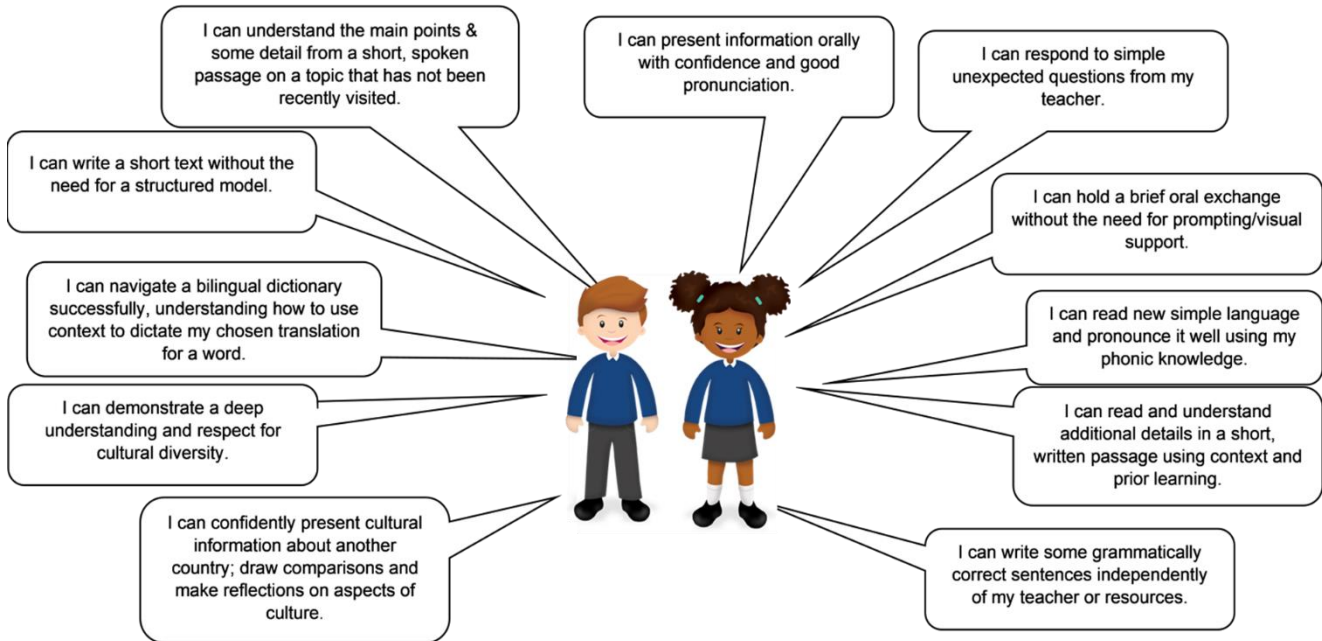 I can understand the main points &
some detail from a short, spoken
passage on a topic that has not been
recently visited.
I can present information orally
with confidence and good
pronunciation.
I can respond to simple
unexpected questions from my
teacher.
I can write a short text without the
need for a structured model.
I can hold a brief oral exchange
without the need for prompting/visual
support.
I can navigate a bilingual dictionary
successfully, understanding how to use
context to dictate my chosen translation
for a word.
I can read new simple language
and pronounce it well using my
phonic knowledge.
I can demonstrate a deep
understanding and respect for
cultural diversity.
I can read and understand
additional details in a short,
written passage using context and
prior learning.
I can confidently present cultural
information about another
country; draw comparisons and
make reflections on aspects of
culture.
I can write some grammatically
correct sentences independently
of my teacher or resources.